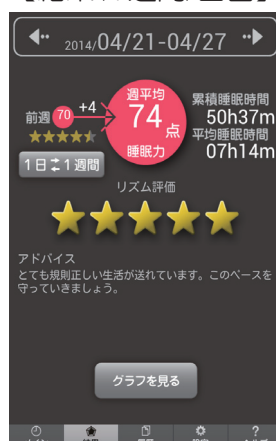 2014/04/21-04/27
週平均
74点
睡眠力
前週 70 +4
累積睡眠時間
50h37m
平均睡眠時間
07h14m
1日 1週間
リズム評価
アドバイス
とても規則正しい生活が送れています。このペースを
守っていきましょう。
グラフを見る
?